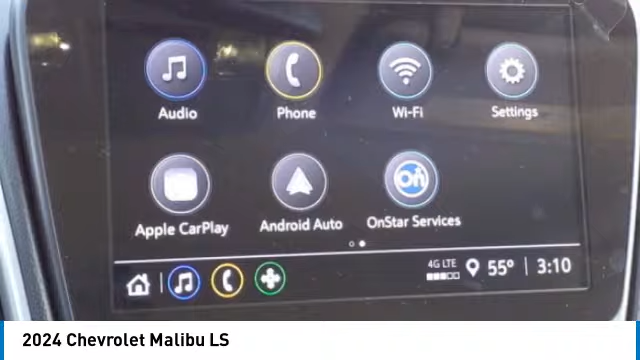 Audio Phone Wi-Fi Settings
On
Apple CarPlay Android Auto OnStar Services
4G LTE 55° 3:10
2024 Chevrolet Malibu LS